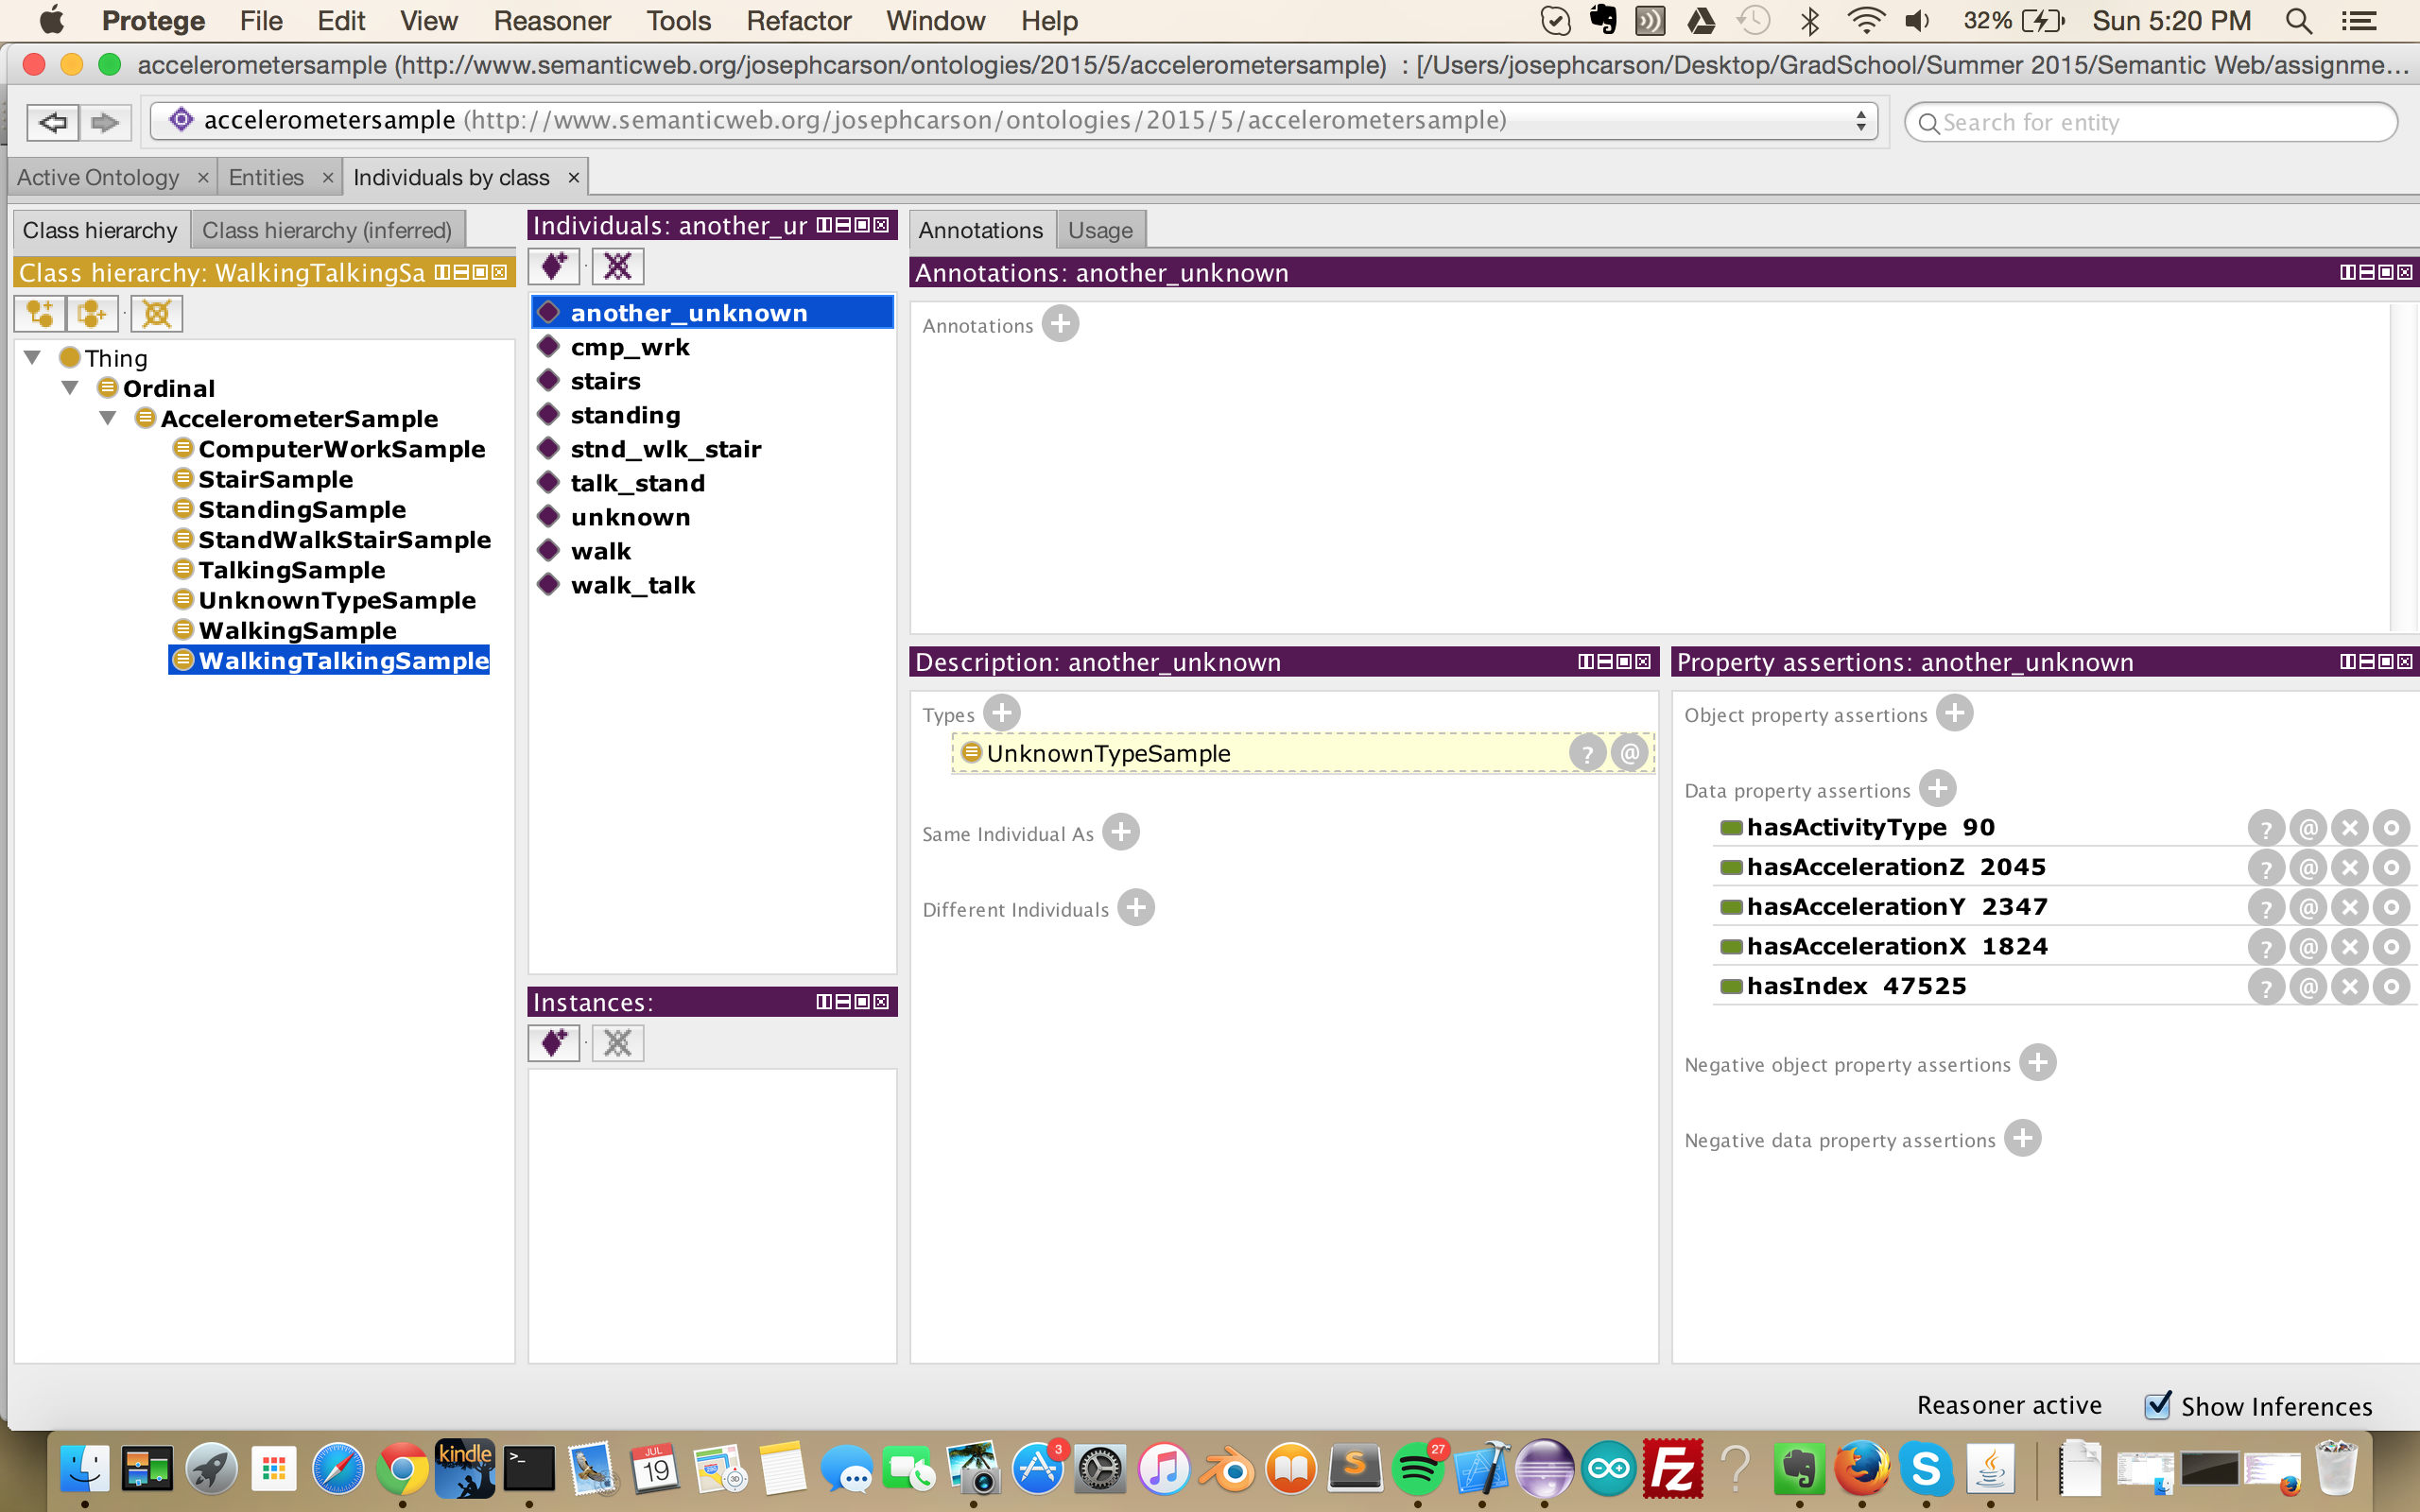 Protege File Edit View Reasoner Tools Refactor Window Help 32% Sun 5:20 PM
accelerometersample (http://www.semanticweb.org/josephcarson/ontologies/2015/5/accelerometersample) : [/Users/josephcarson/Desktop/GradSchool/Summer 2015/Semantic Web/assignme...
accelerometersample (http://www.semanticweb.org/josephcarson/ontologies/2015/5/accelerometersample)
Search for entity
Active Ontology × Entities × Individuals by class ×
Class hierarchy Class hierarchy (inferred)
Class hierarchy: WalkingTalkingSa
Thing
Ordinal
AccelerometerSample
ComputerWorkSample
StairSample
StandingSample
StandWalkStairSample
TalkingSample
UnknownTypeSample
WalkingSample
WalkingTalkingSample
Individuals: another_ur
another_unknown
cmp_wrk
stairs
standing
stnd_wlk_stair
talk_stand
unknown
walk
walk_talk
Instances:
Annotations Usage
Annotations: another_unknown
Annotations
Description: another_unknown
Types
UnknownTypeSample ? @
Same Individual As
Different Individuals
Property assertions: another_unknown
Object property assertions
Data property assertions
hasActivityType 90 ? @
hasAccelerationZ 2045 ? @
hasAccelerationY 2347 ? @
hasAccelerationX 1824 ? @
hasIndex 47525 ? @
Negative object property assertions
Negative data property assertions
Reasoner active Show Inferences
kindle
>_
JUL
19
3
S
27
Fz
?
S